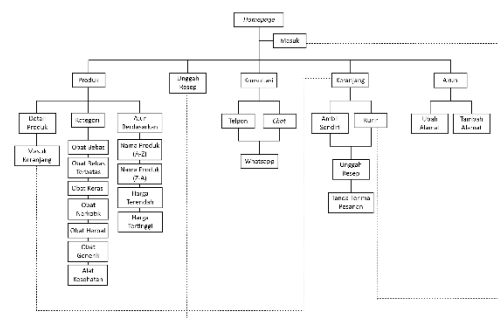 Homepage
Masuk
Produk
Unggah
Resep
Konsultasi
Keranjang
Akun
Detail
Produk
Kategori
Atur
Berdasarkan
Telpon
Chat
Ambil
Sendiri
Kurir
Ubah
Alamat
Tambah
Alamat
Masuk
Keranjang
Obat Bebas
Nama Produk
(A-Z)
Whatsapp
Obat Bebas
Terbatas
Nama Produk
(Z-A)
Unggah
Resep
Obat Keras
Harga
Terendah
Tanda Terima
Pesanan
Obat
Narkotik
Harga
Tertinggi
Obat Herbal
Obat
Generik
Alat
Kesehatan